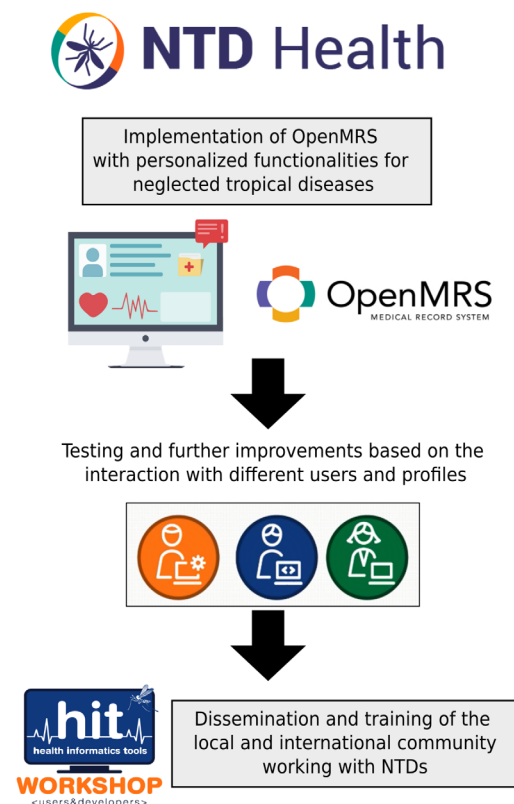 NTD Health
Implementation of OpenMRS
with personalized functionalities for
neglected tropical diseases
OpenMRS
MEDICAL RECORD SYSTEM
Testing and further improvements based on the
interaction with different users and profiles
hit
health informatics tools
WORKSHOP
<users&developers>
Dissemination and training of the
local and international community
working with NTDs